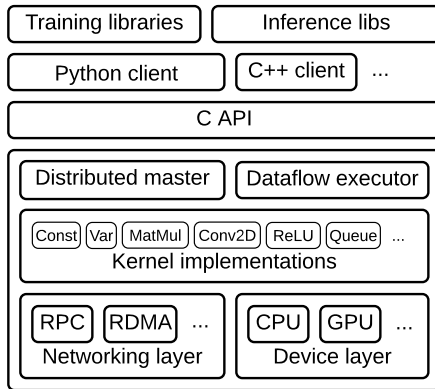 Training libraries Inference libs
Python client C++ client ...
C API
Distributed master Dataflow executor
Const Var MatMul Conv2D ReLU Queue ...
Kernel implementations
RPC RDMA ... CPU GPU ...
Networking layer Device layer